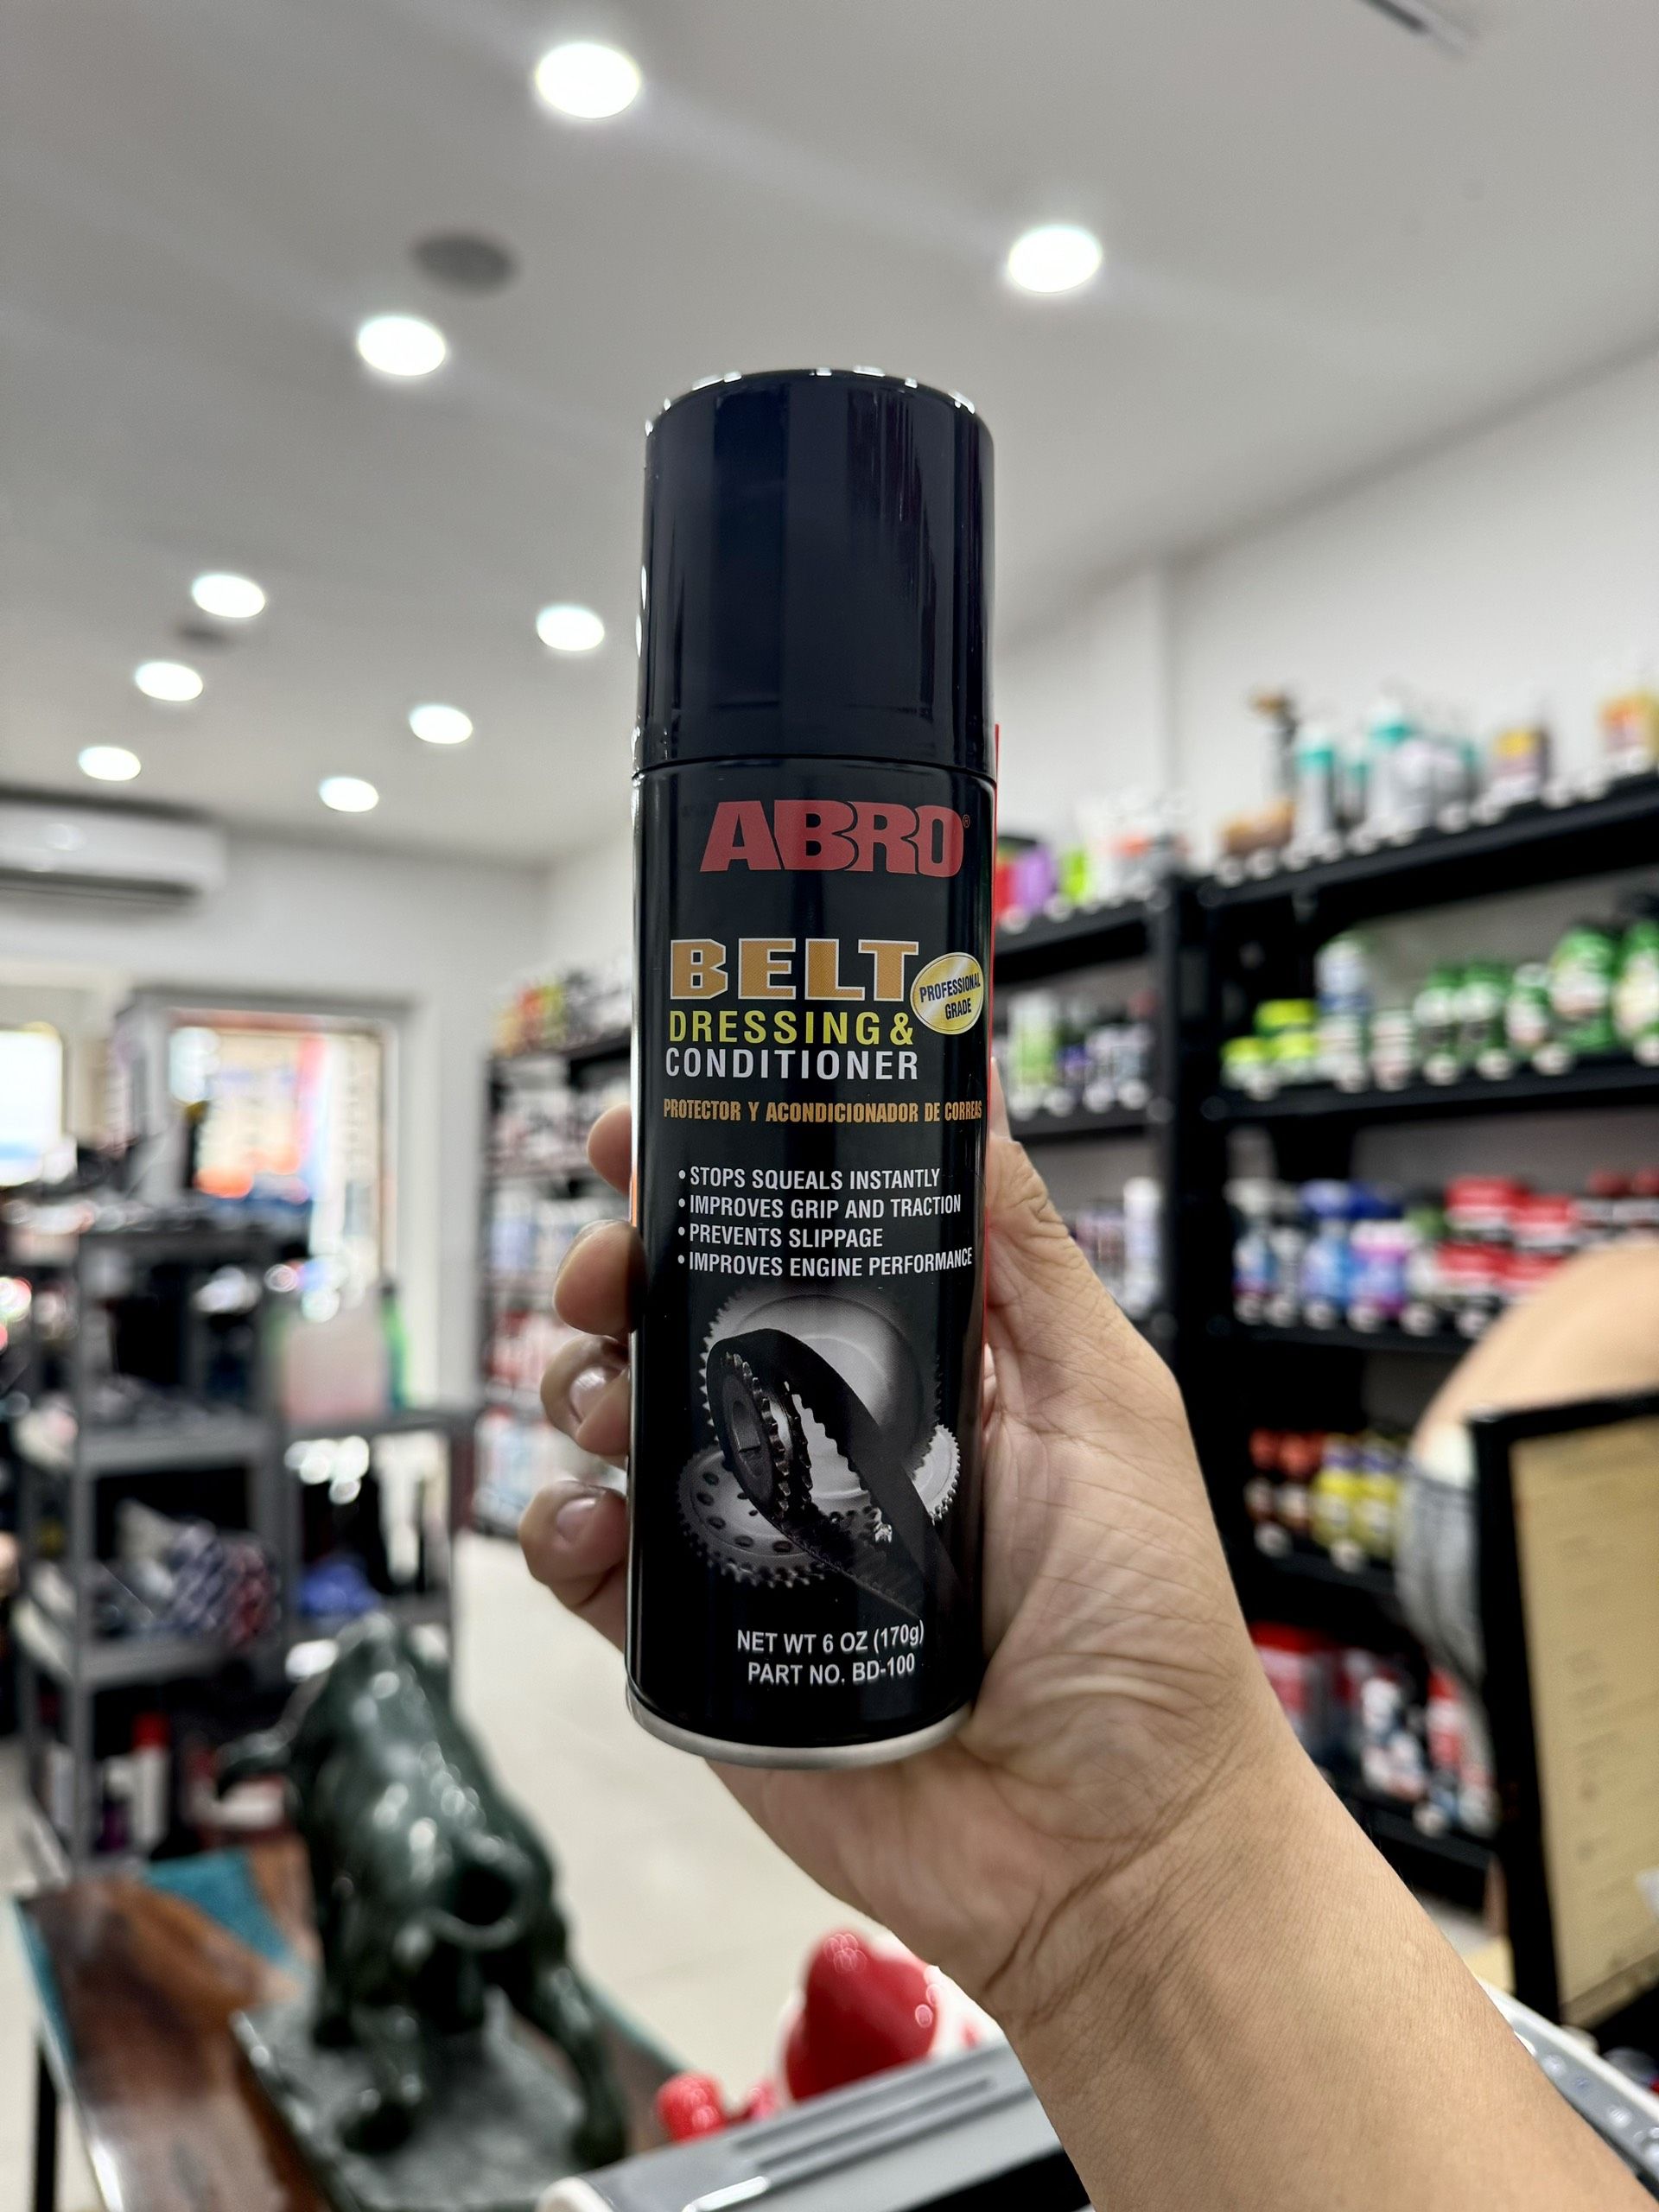 ABRO®
BELT
DRESSING &
CONDITIONER
PROFESSIONAL
GRADE
PROTECTOR Y ACONDICIONADOR DE CORREAS
• STOPS SQUEALS INSTANTLY
• IMPROVES GRIP AND TRACTION
• PREVENTS SLIPPAGE
• IMPROVES ENGINE PERFORMANCE
NET WT 6 OZ (170g)
PART NO. BD-100